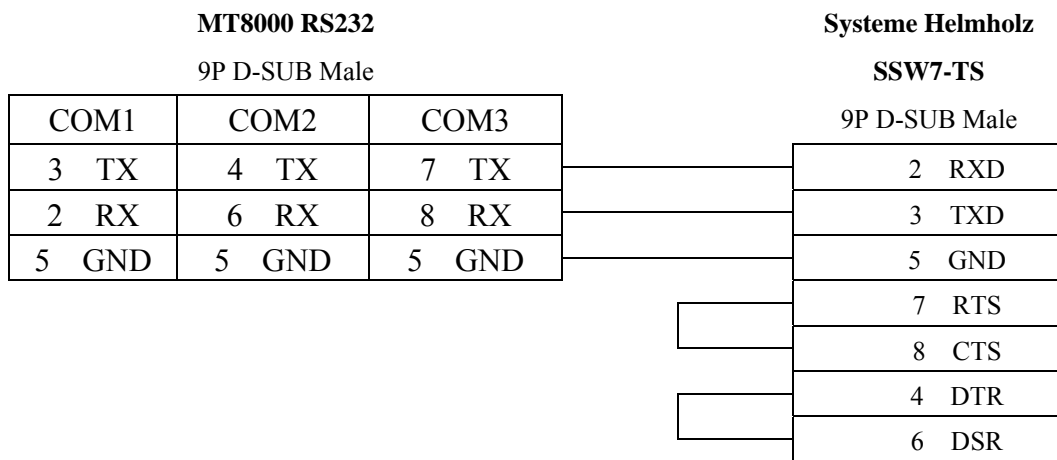 MT8000 RS232 Systeme Helmholz
9P D-SUB Male SSW7-TS
COM1 COM2 COM3 9P D-SUB Male
3 TX 4 TX 7 TX 2 RXD
2 RX 6 RX 8 RX 3 TXD
5 GND 5 GND 5 GND 5 GND
7 RTS
8 CTS
4 DTR
6 DSR